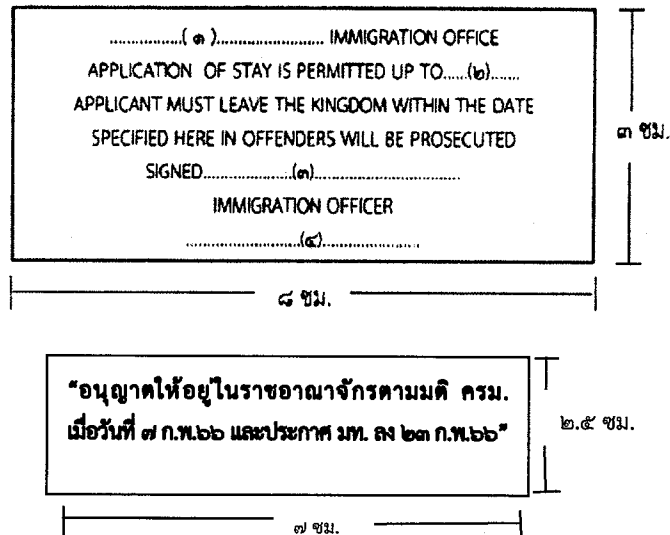 ................( ๑ )........................ IMMIGRATION OFFICE
APPLICATION OF STAY IS PERMITTED UP TO.....(๒).......
APPLICANT MUST LEAVE THE KINGDOM WITHIN THE DATE
SPECIFIED HERE IN OFFENDERS WILL BE PROSECUTED
SIGNED....................(๓).................................
IMMIGRATION OFFICER
..........................(๔)......................
๓ ซม.
๘ ซม.
"อนุญาตให้อยู่ในราชอาณาจักรตามมติ ครม.
เมื่อวันที่ ๗ ก.พ.๖๖ และประกาศ มท. ลง ๒๓ ก.พ.๖๖"
๒.๕ ซม.
๗ ซม.